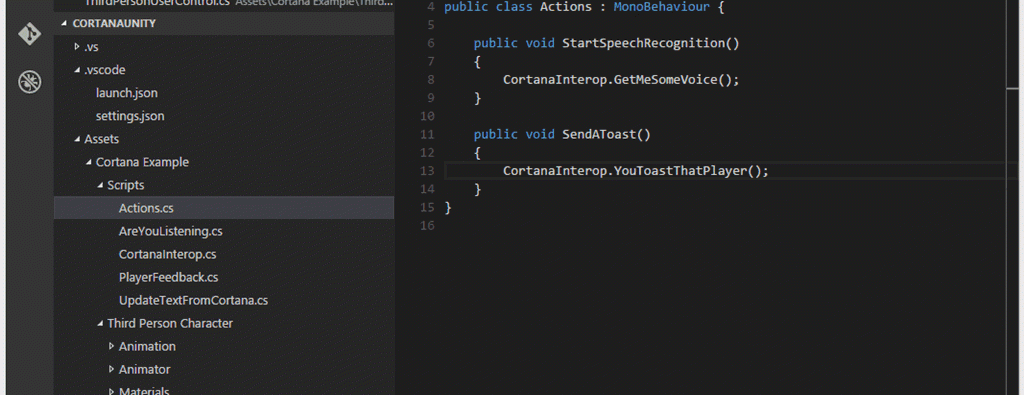 ThirdPersonUserControl.cs Assets\Cortana Example\Third...
CORTANAUNITY
.vs
.vscode
launch.json
settings.json
Assets
Cortana Example
Scripts
Actions.cs
AreYouListening.cs
CortanaInterop.cs
PlayerFeedback.cs
UpdateTextFromCortana.cs
Third Person Character
Animation
Animator
Materials
4 public class Actions : MonoBehaviour {
5
6 public void StartSpeechRecognition()
7 {
8 CortanaInterop.GetMeSomeVoice();
9 }
10
11 public void SendAToast()
12 {
13 CortanaInterop.YouToastThatPlayer();
14 }
15 }
16